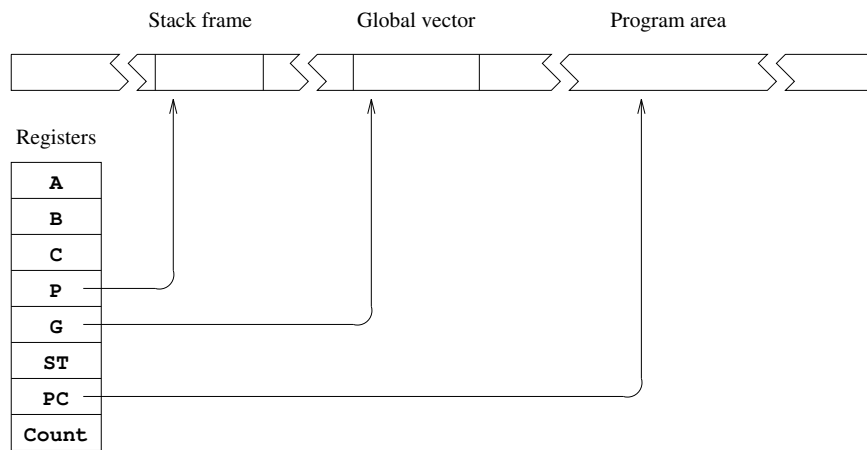 Stack frame Global vector Program area
Registers
A
B
C
P
G
ST
PC
Count